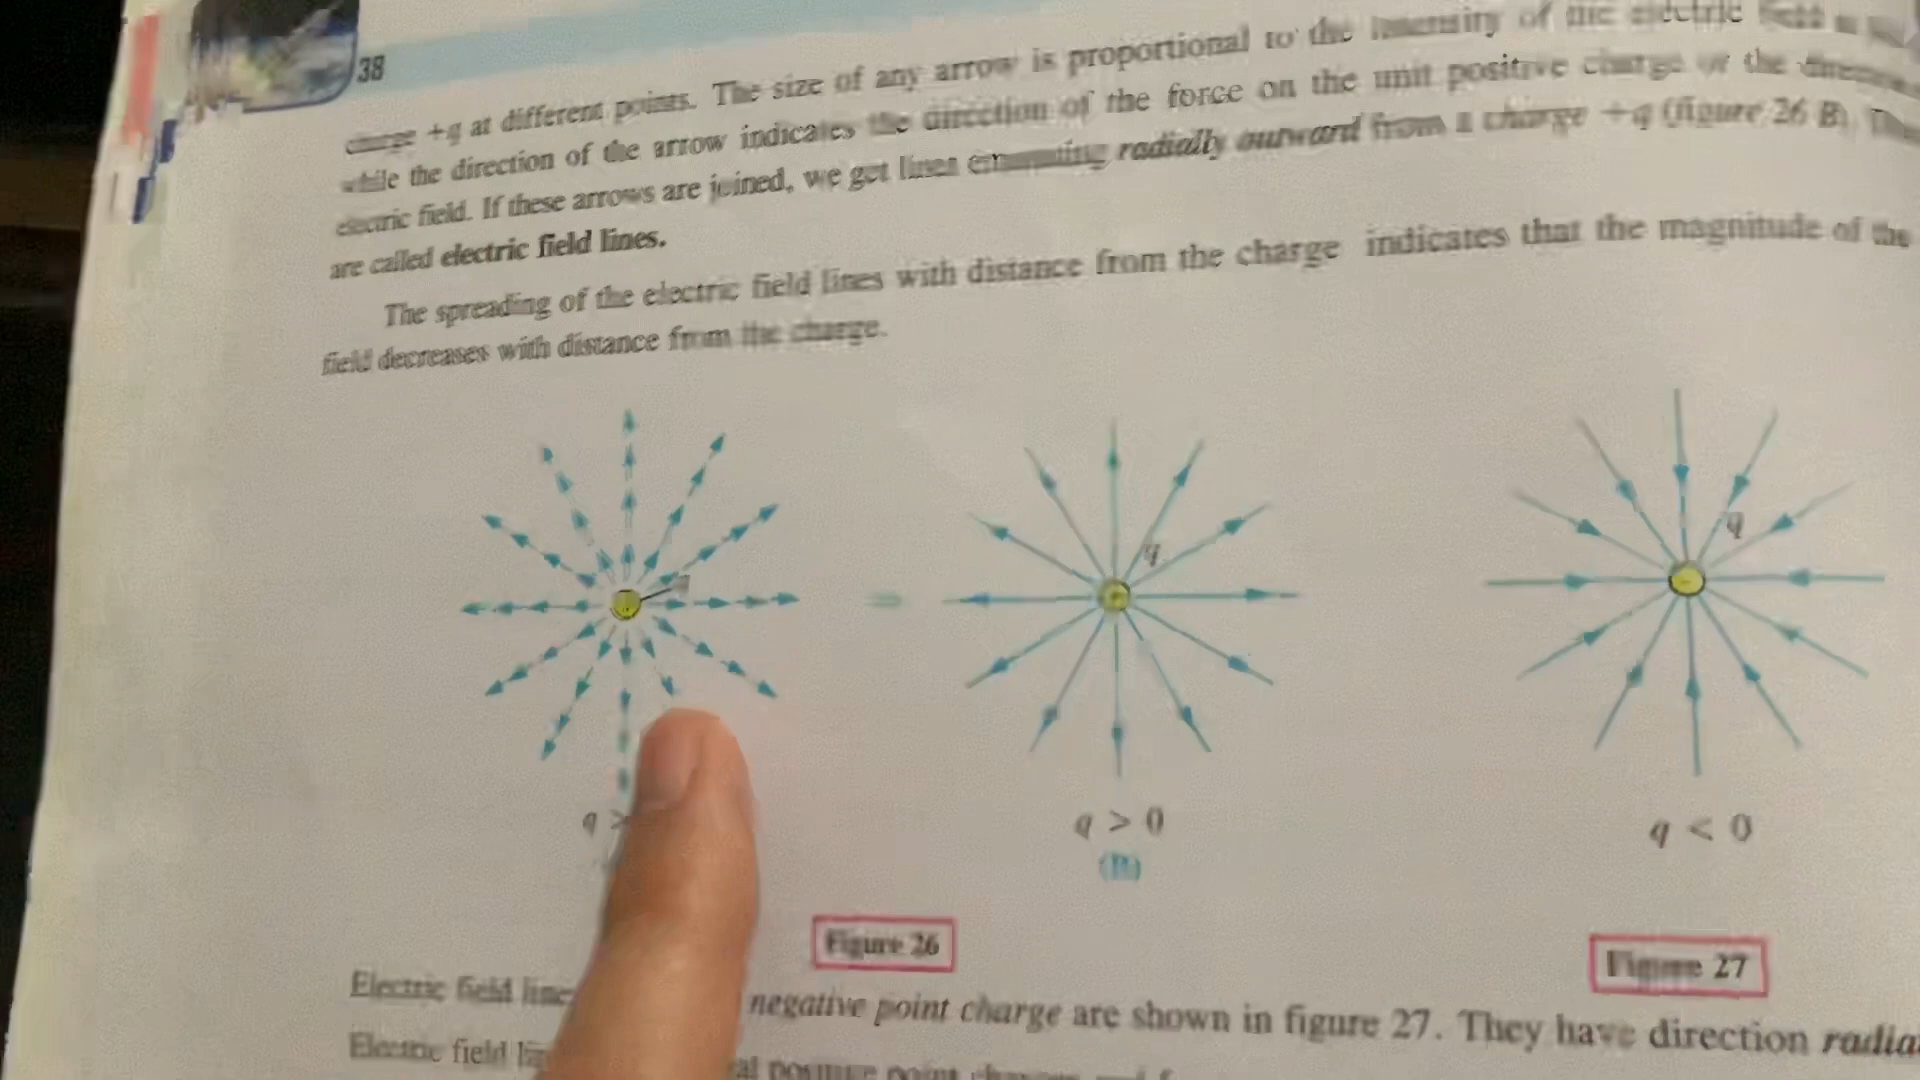 38
charge +q at different points. The size of any arrow is proportional to the intensity of the electric field
while the direction of the arrow indicates the direction of the force on the unit positive charge or the
electric field. If these arrows are joined, we get lines emanating radially outward from a charge +q (figure 26 B).
are called electric field lines.
The spreading of the electric field lines with distance from the charge indicates that the magnitude of the
field decreases with distance from the charge.
q
q
q >
q > 0
q < 0
(B)
Figure 26
Figure 27
Electric field lines negative point charge are shown in figure 27. They have direction
Electric field